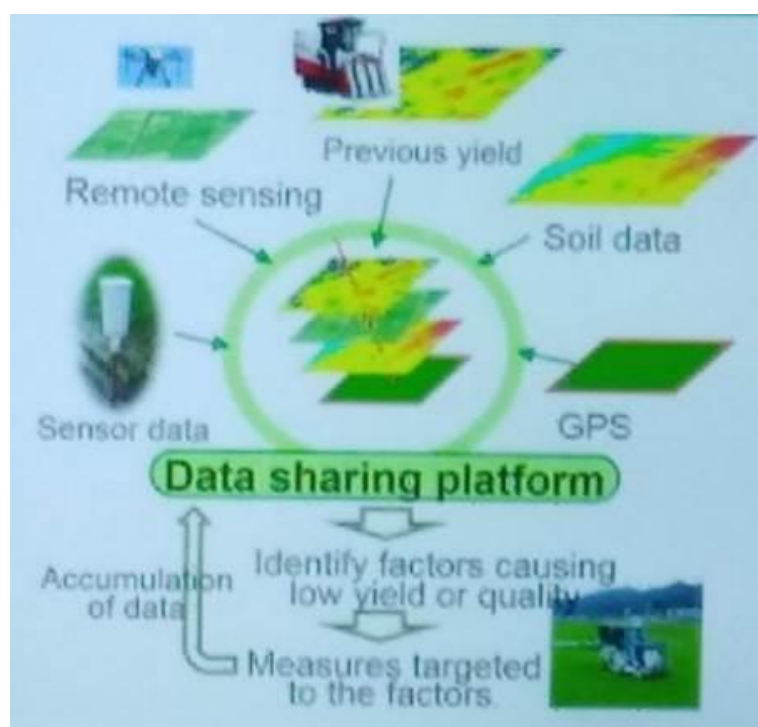 Previous yield
Remote sensing
Soil data
Sensor data
GPS
Data sharing platform
Identify factors causing
low yield or quality
Accumulation
of data
Measures targeted
to the factors